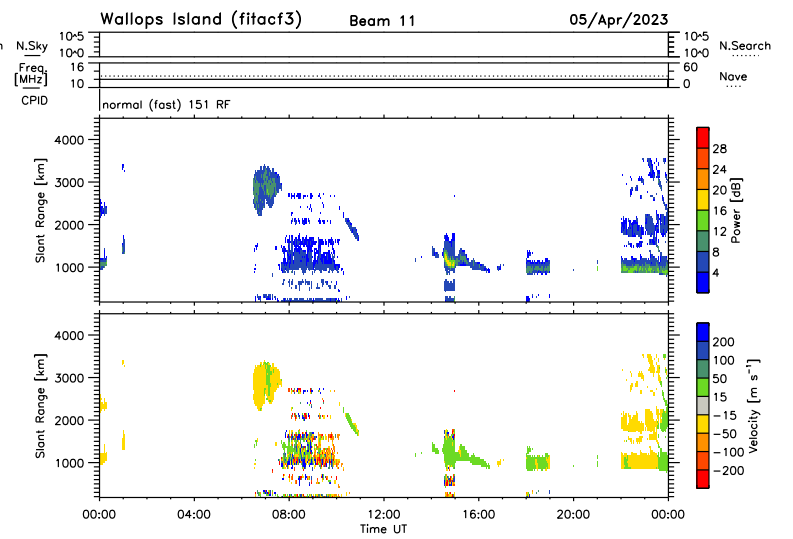 Wallops Island (fitacf3) Beam 11 05/Apr/2023
n N.Sky 10^5 10^5 N.Search
10^0 10^0
Freq. 16 60 Nave
[MHz] 10 0
CPID normal (fast) 151 RF
Slant Range [km]
4000
3000
2000
1000
28
24
20
16
12
8
4
Power [dB]
Slant Range [km]
4000
3000
2000
1000
200
100
50
15
-15
-50
-100
-200
Velocity [m s⁻¹]
00:00 04:00 08:00 12:00 16:00 20:00 00:00
Time UT